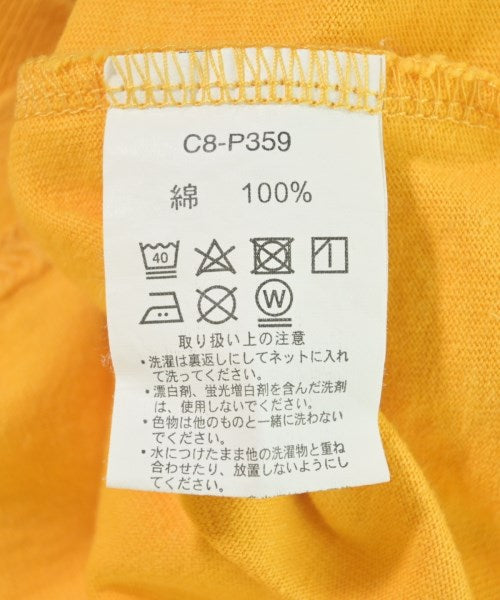 C8-P359
綿 100%
40
W
取り扱い上の注意
・洗濯は裏返しにしてネットに入れ
て洗ってください。
・漂白剤、蛍光増白剤を含んだ洗剤
は、使用しないでください。
・色物は他のものと一緒に洗わない
でください。
・水につけたまま他の洗濯物と重ね
合わせたり、放置しないようにし
てください。